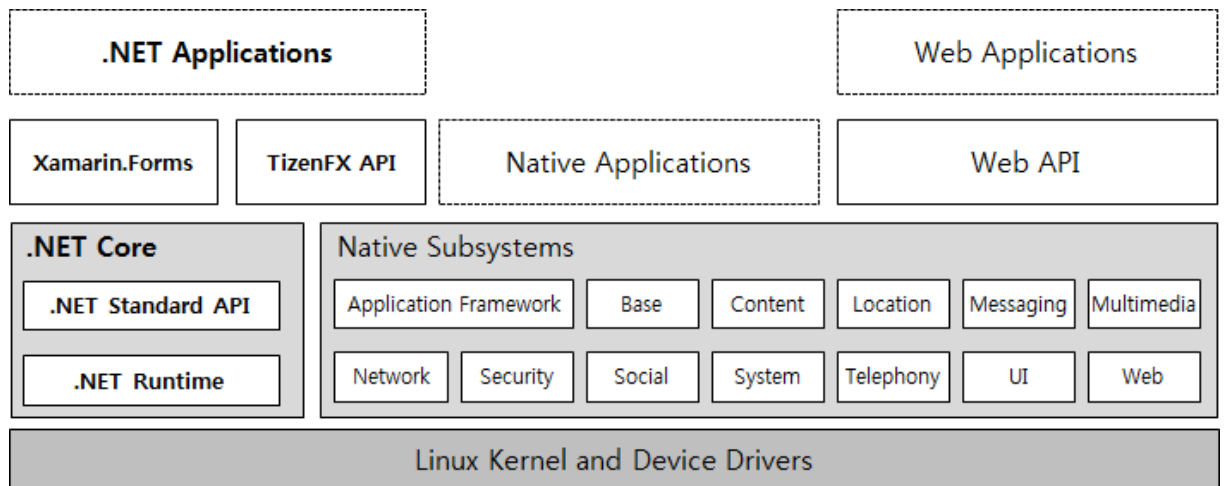 .NET Applications
Web Applications
Xamarin.Forms
TizenFX API
Native Applications
Web API
.NET Core
.NET Standard API
.NET Runtime
Native Subsystems
Application Framework
Base
Content
Location
Messaging
Multimedia
Network
Security
Social
System
Telephony
UI
Web
Linux Kernel and Device Drivers